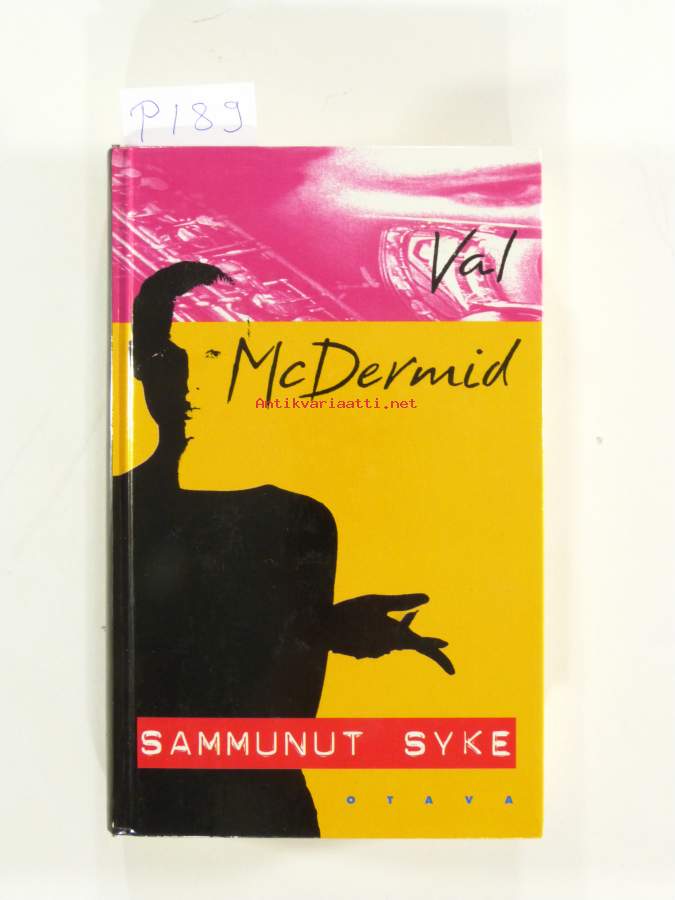 P189
Val
McDermid
Antikvariaatti.net
SAMMUNUT SYKE
OTAVA